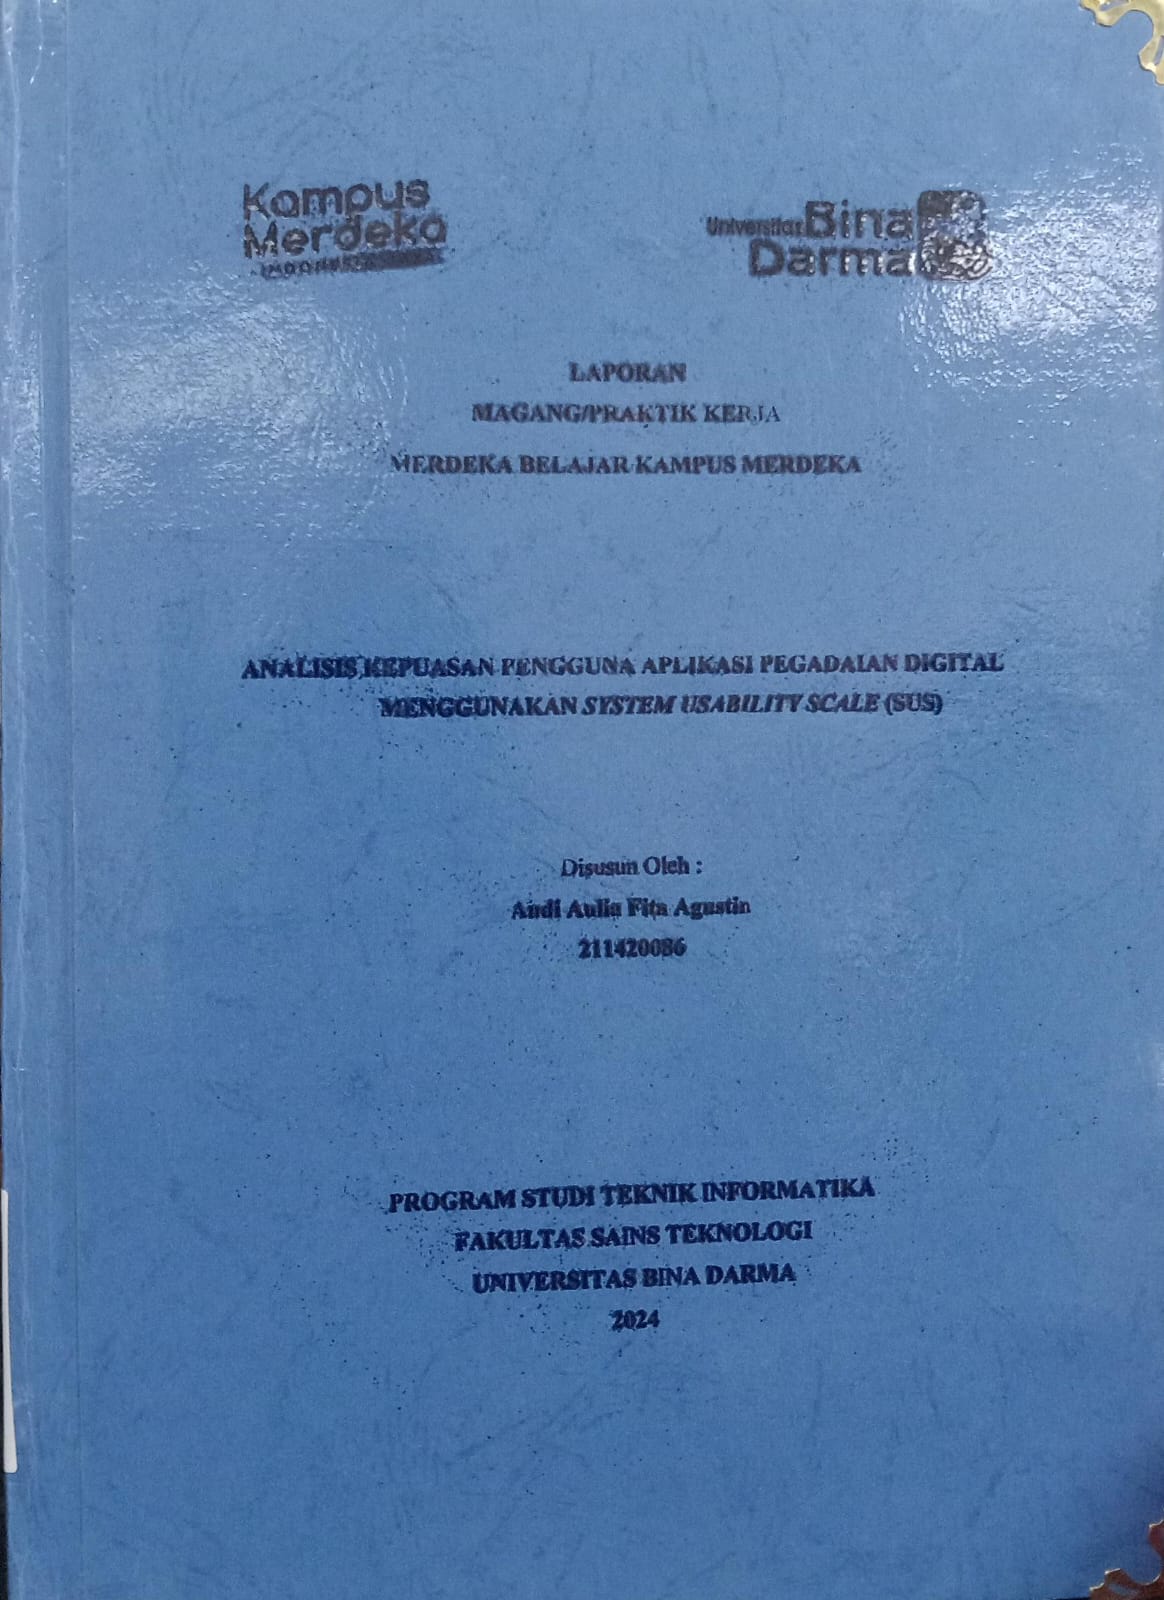 Kampus
Merdeka
INDONESIA
Universitas Bina
Darma
LAPORAN
MAGANG/PRAKTIK KERJA
MERDEKA BELAJAR KAMPUS MERDEKA
ANALISIS KEPUASAN PENGGUNA APLIKASI PEGADAIAN DIGITAL
MENGGUNAKAN SYSTEM USABILITY SCALE (SUS)
Disusun Oleh :
Andi Aulia Fita Agustin
211420086
PROGRAM STUDI TEKNIK INFORMATIKA
FAKULTAS SAINS TEKNOLOGI
UNIVERSITAS BINA DARMA
2024